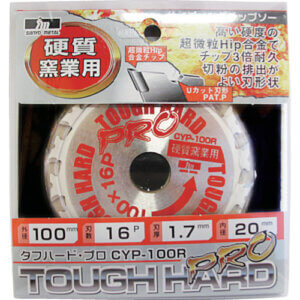 SANYO METAL
硬質
窯業用
ップソー
高い硬度の
超微粒Hip合金で
チップ3倍耐久
切粉の排出が
よい刃形状
超微粒Hip
合金チップ
Uカット刃形
PAT.P
TOUGH HARD
PRO
CYP-100R
硬質窯業用
100×16P
TOUGH HARD
外径 100mm 刃数 16P 刃厚 1.7mm 内径 20mm
タフハード・プロ CYP-100R
PRO
TOUGH HARD